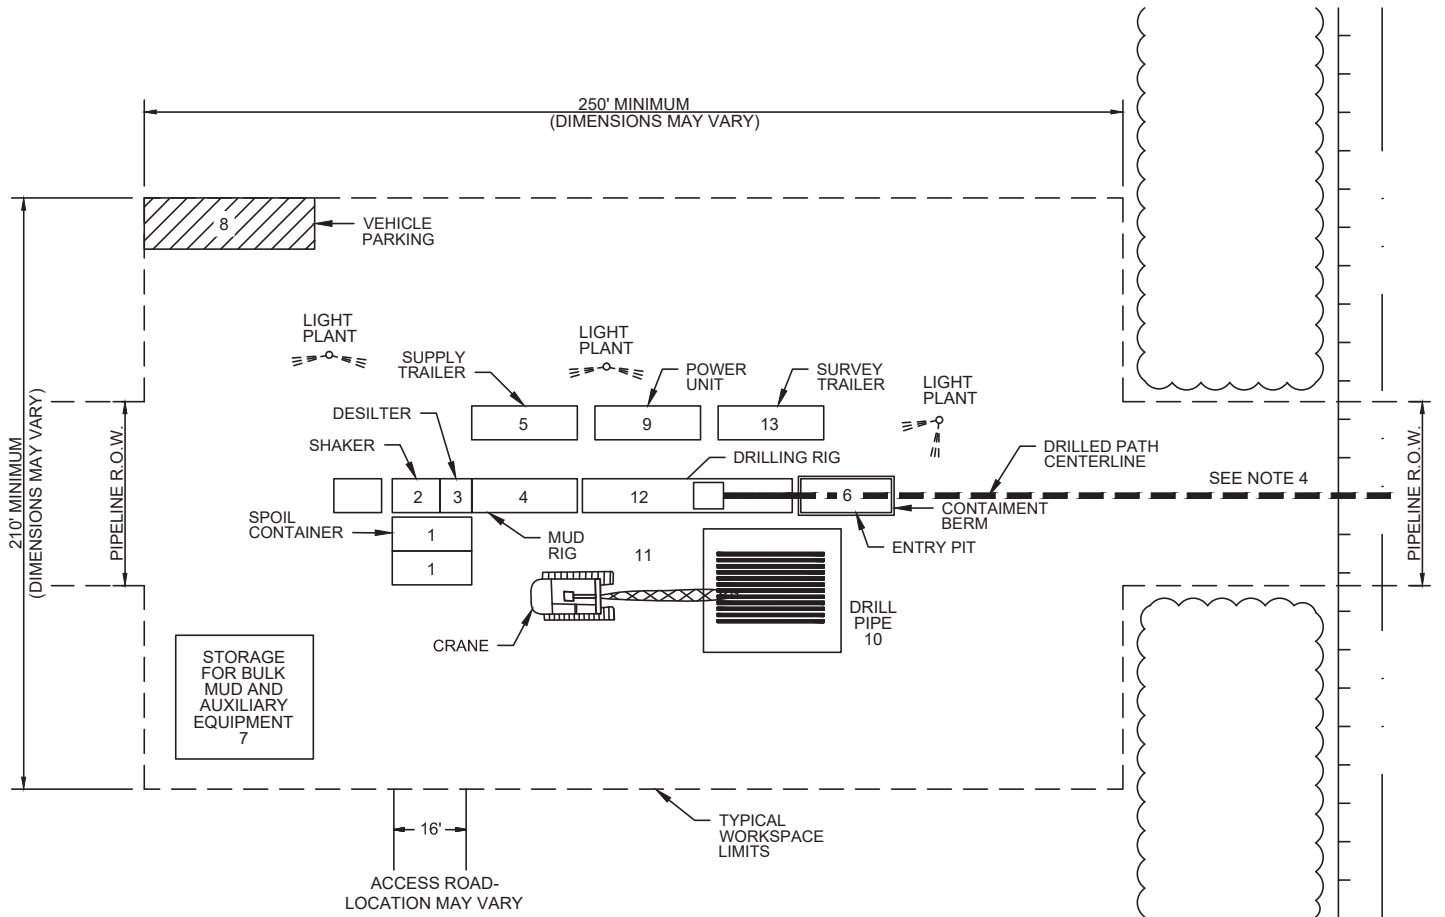 250' MINIMUM
(DIMENSIONS MAY VARY)
8
VEHICLE
PARKING
LIGHT
PLANT
LIGHT
PLANT
SUPPLY
TRAILER
POWER
UNIT
SURVEY
TRAILER
LIGHT
PLANT
DESILTER
5
9
13
SHAKER
DRILLING RIG
DRILLED PATH
CENTERLINE
SEE NOTE 4
2
3
4
12
6
CONTAIMENT
BERM
SPOIL
CONTAINER
1
1
MUD
RIG
11
ENTRY PIT
210' MINIMUM
(DIMENSIONS MAY VARY)
PIPELINE R.O.W.
PIPELINE R.O.W.
CRANE
DRILL
PIPE
10
STORAGE
FOR BULK
MUD AND
AUXILIARY
EQUIPMENT
7
16'
TYPICAL
WORKSPACE
LIMITS
ACCESS ROAD-
LOCATION MAY VARY